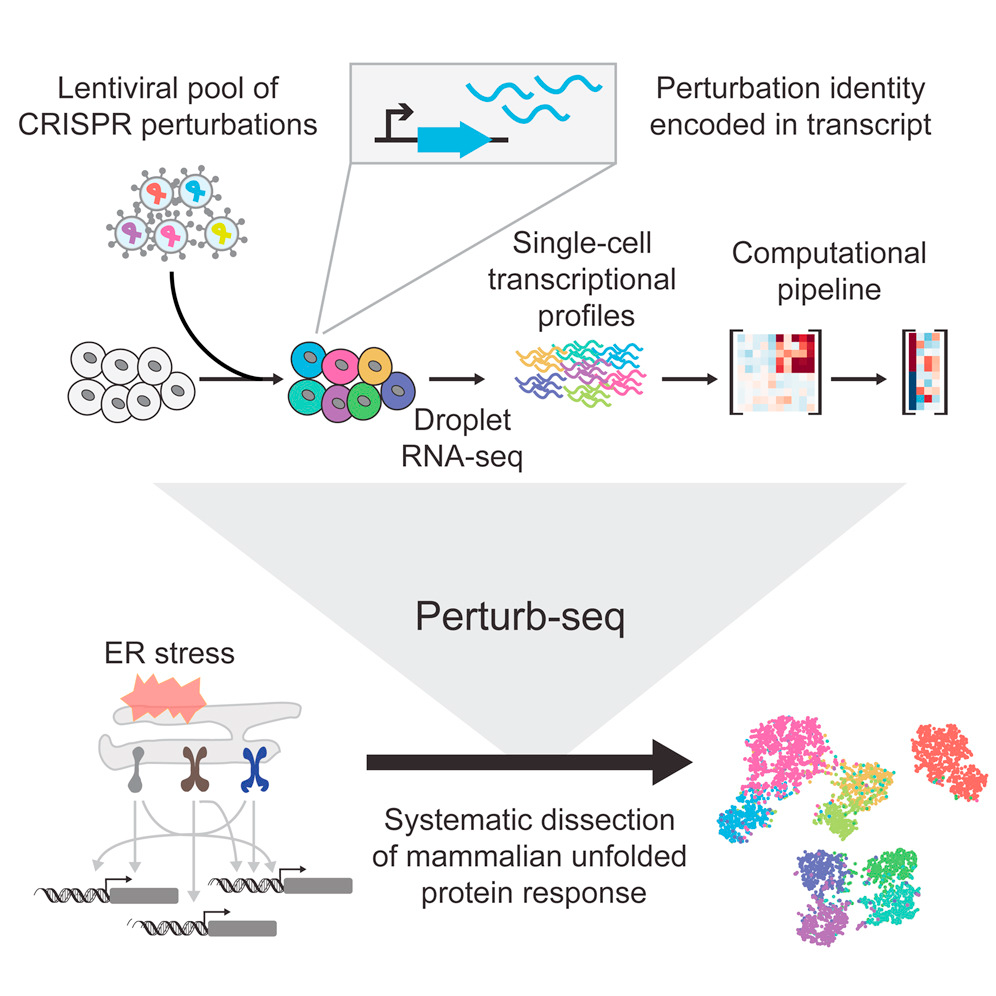 Lentiviral pool of
CRISPR perturbations
Perturbation identity
encoded in transcript
Single-cell
transcriptional
profiles
Computational
pipeline
Droplet
RNA-seq
Perturb-seq
ER stress
Systematic dissection
of mammalian unfolded
protein response